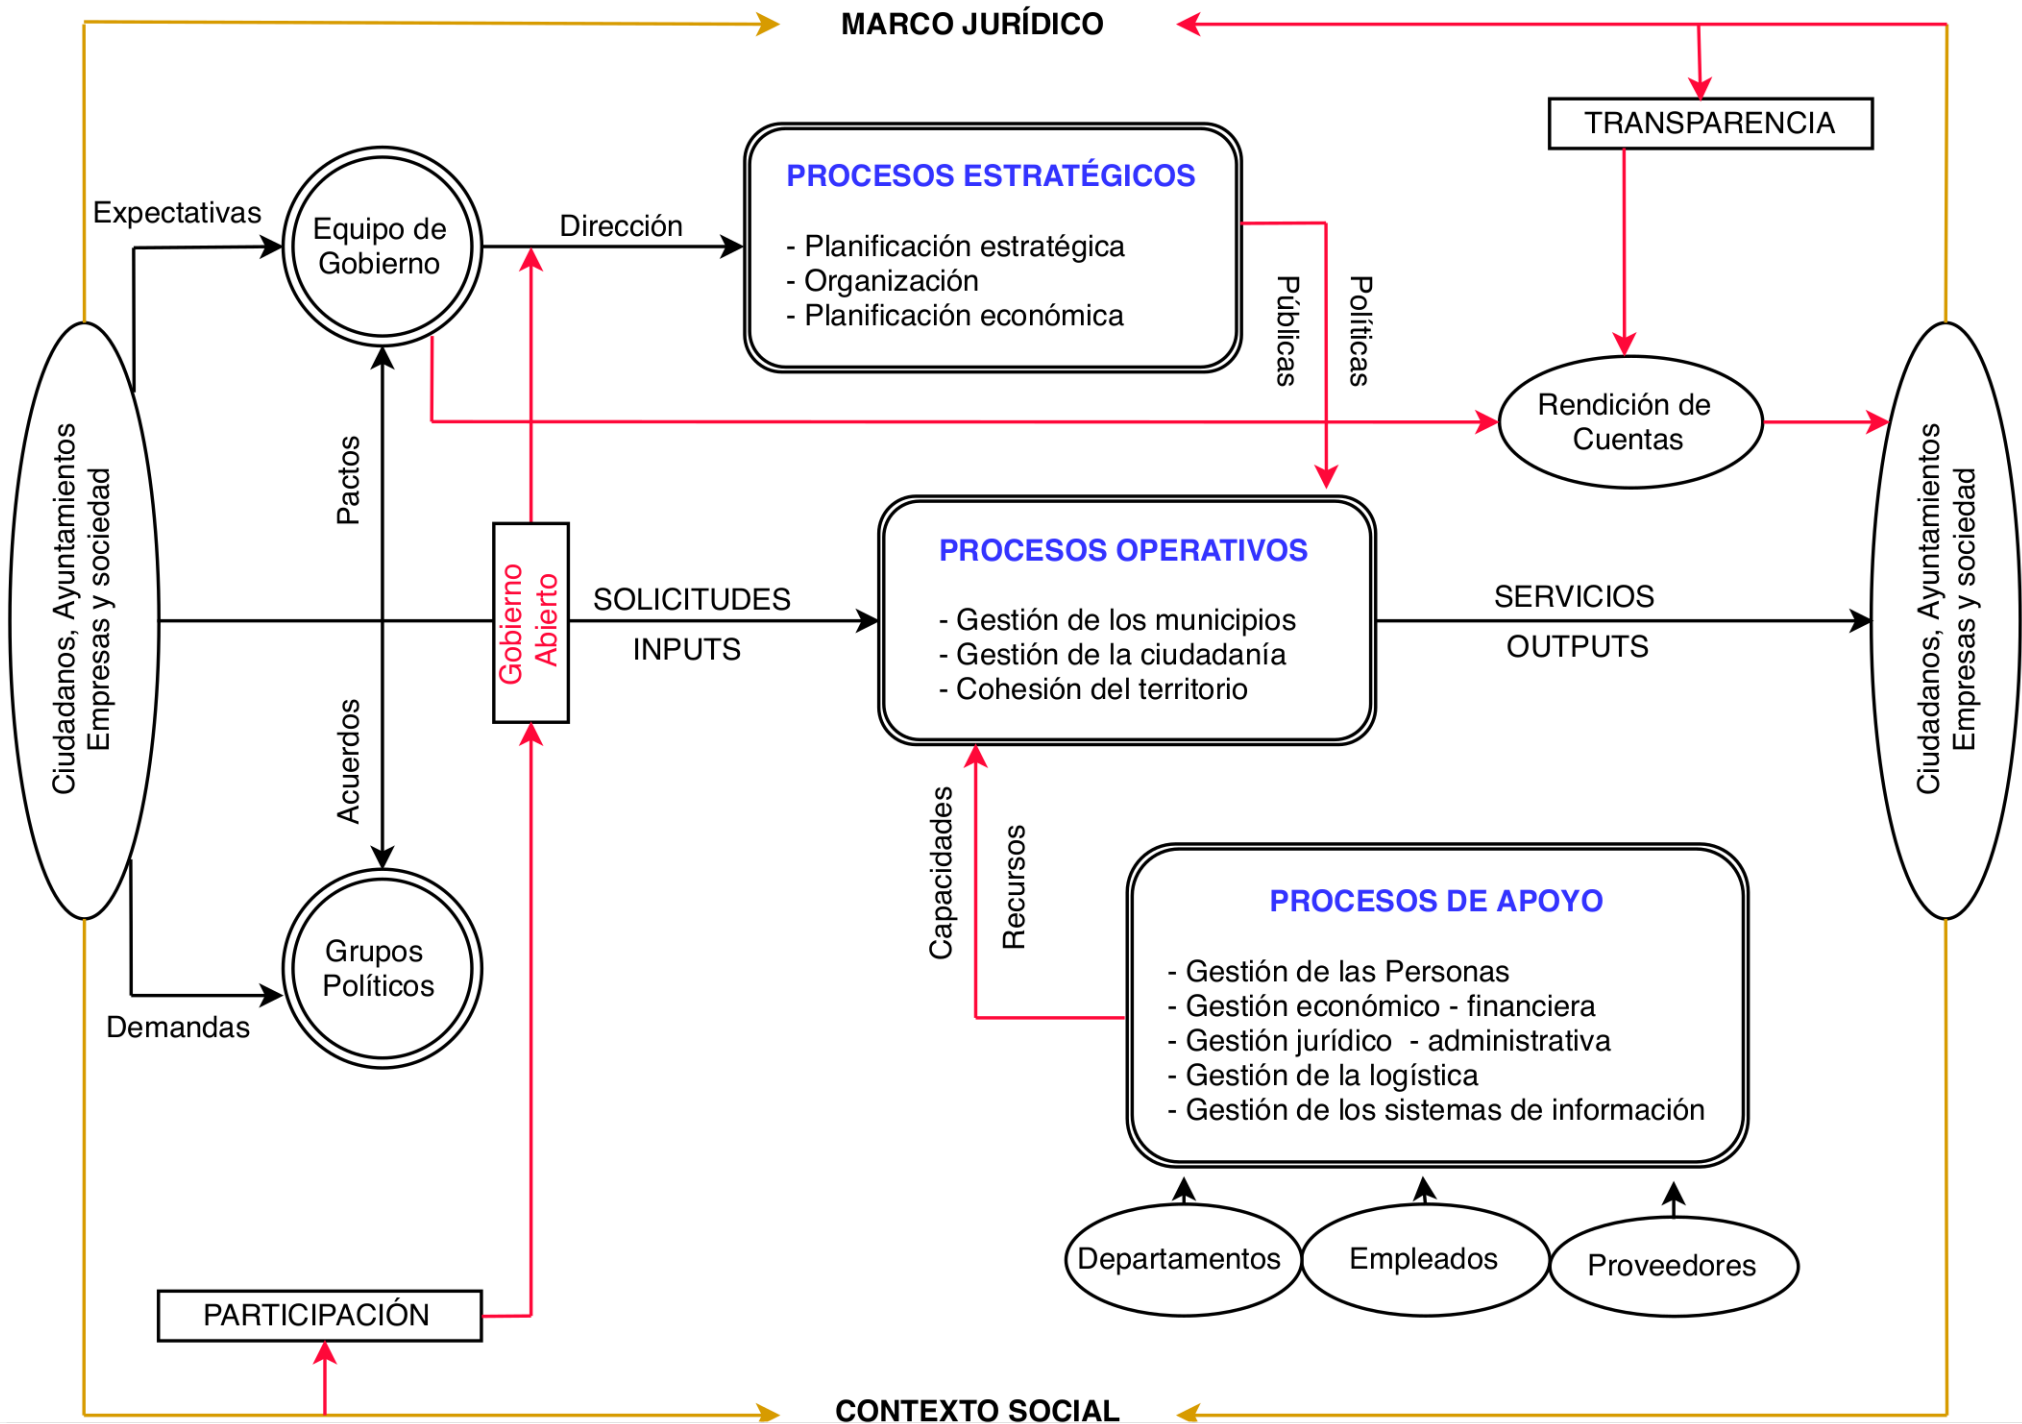 MARCO JURÍDICO
TRANSPARENCIA
PROCESOS ESTRATÉGICOS
- Planificación estratégica
- Organización
- Planificación económica
Expectativas
Equipo de
Gobierno
Dirección
Públicas
Políticas
Rendición de
Cuentas
Ciudadanos, Ayuntamientos
Empresas y sociedad
Pactos
Acuerdos
Gobierno
Abierto
SOLICITUDES
INPUTS
PROCESOS OPERATIVOS
- Gestión de los municipios
- Gestión de la ciudadanía
- Cohesión del territorio
SERVICIOS
OUTPUTS
Ciudadanos, Ayuntamientos
Empresas y sociedad
Capacidades
Recursos
Grupos
Políticos
Demandas
PROCESOS DE APOYO
- Gestión de las Personas
- Gestión económico - financiera
- Gestión jurídico  - administrativa
- Gestión de la logística
- Gestión de los sistemas de información
Departamentos
Empleados
Proveedores
PARTICIPACIÓN
CONTEXTO SOCIAL